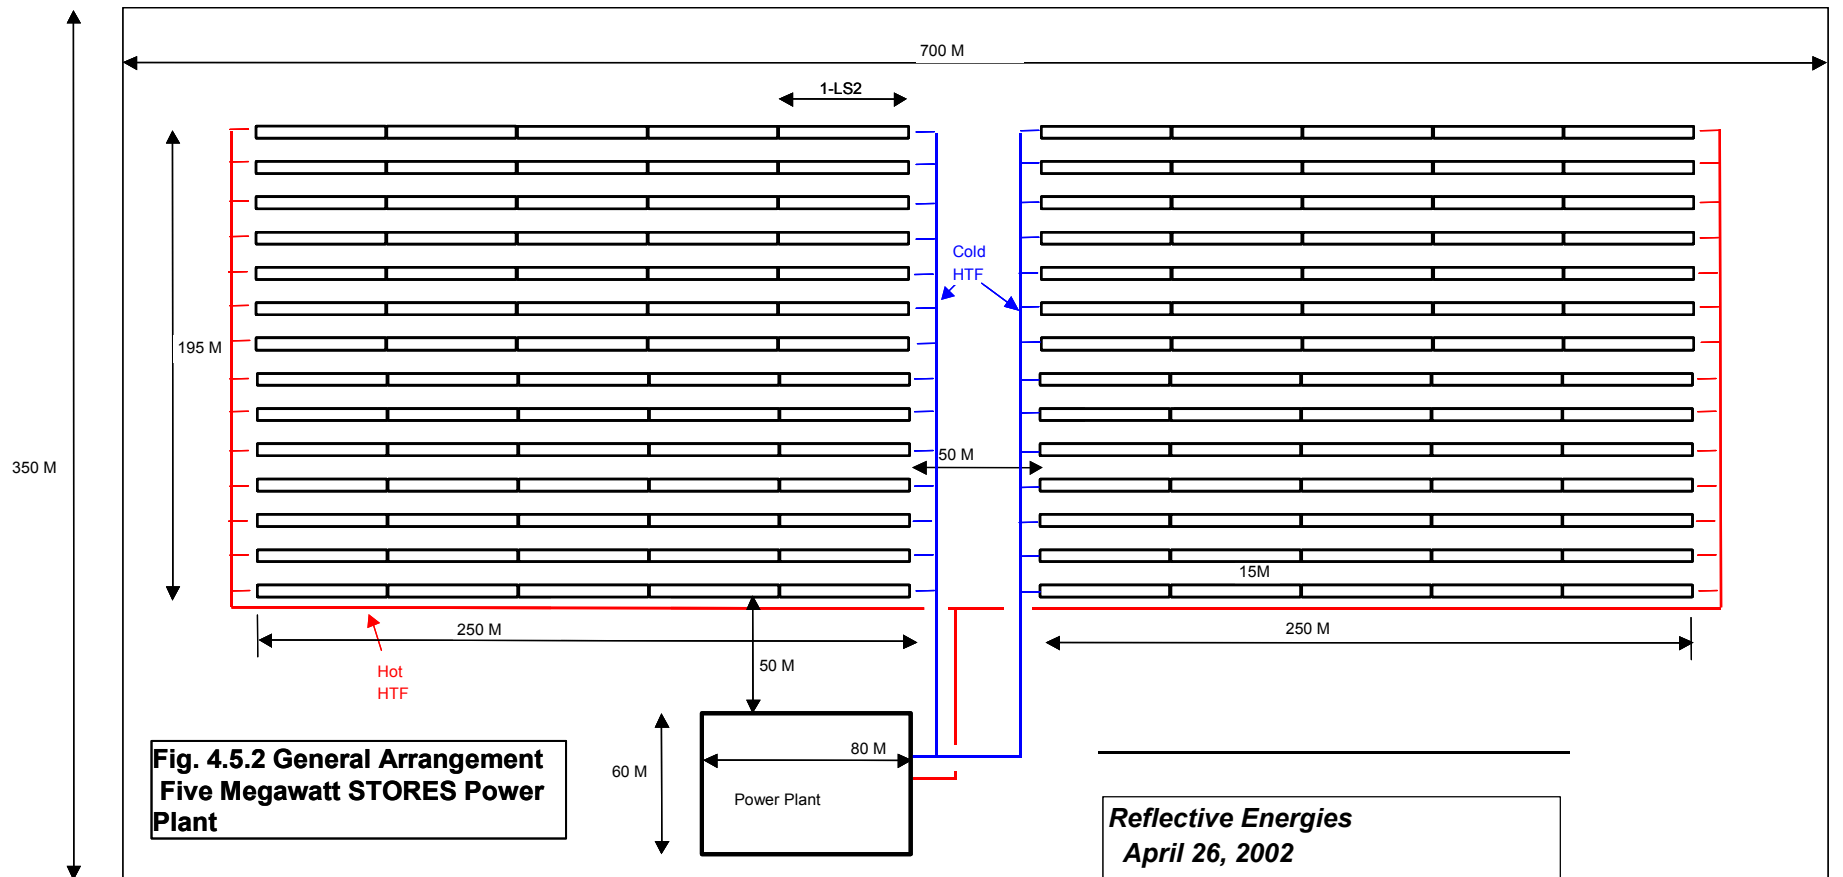 700 M
1-LS2
Cold
HTF
195 M
350 M
50 M
15M
250 M
250 M
Hot
HTF
50 M
Fig. 4.5.2 General Arrangement
Five Megawatt STORES Power
Plant
60 M
80 M
Power Plant
Reflective Energies
April 26, 2002